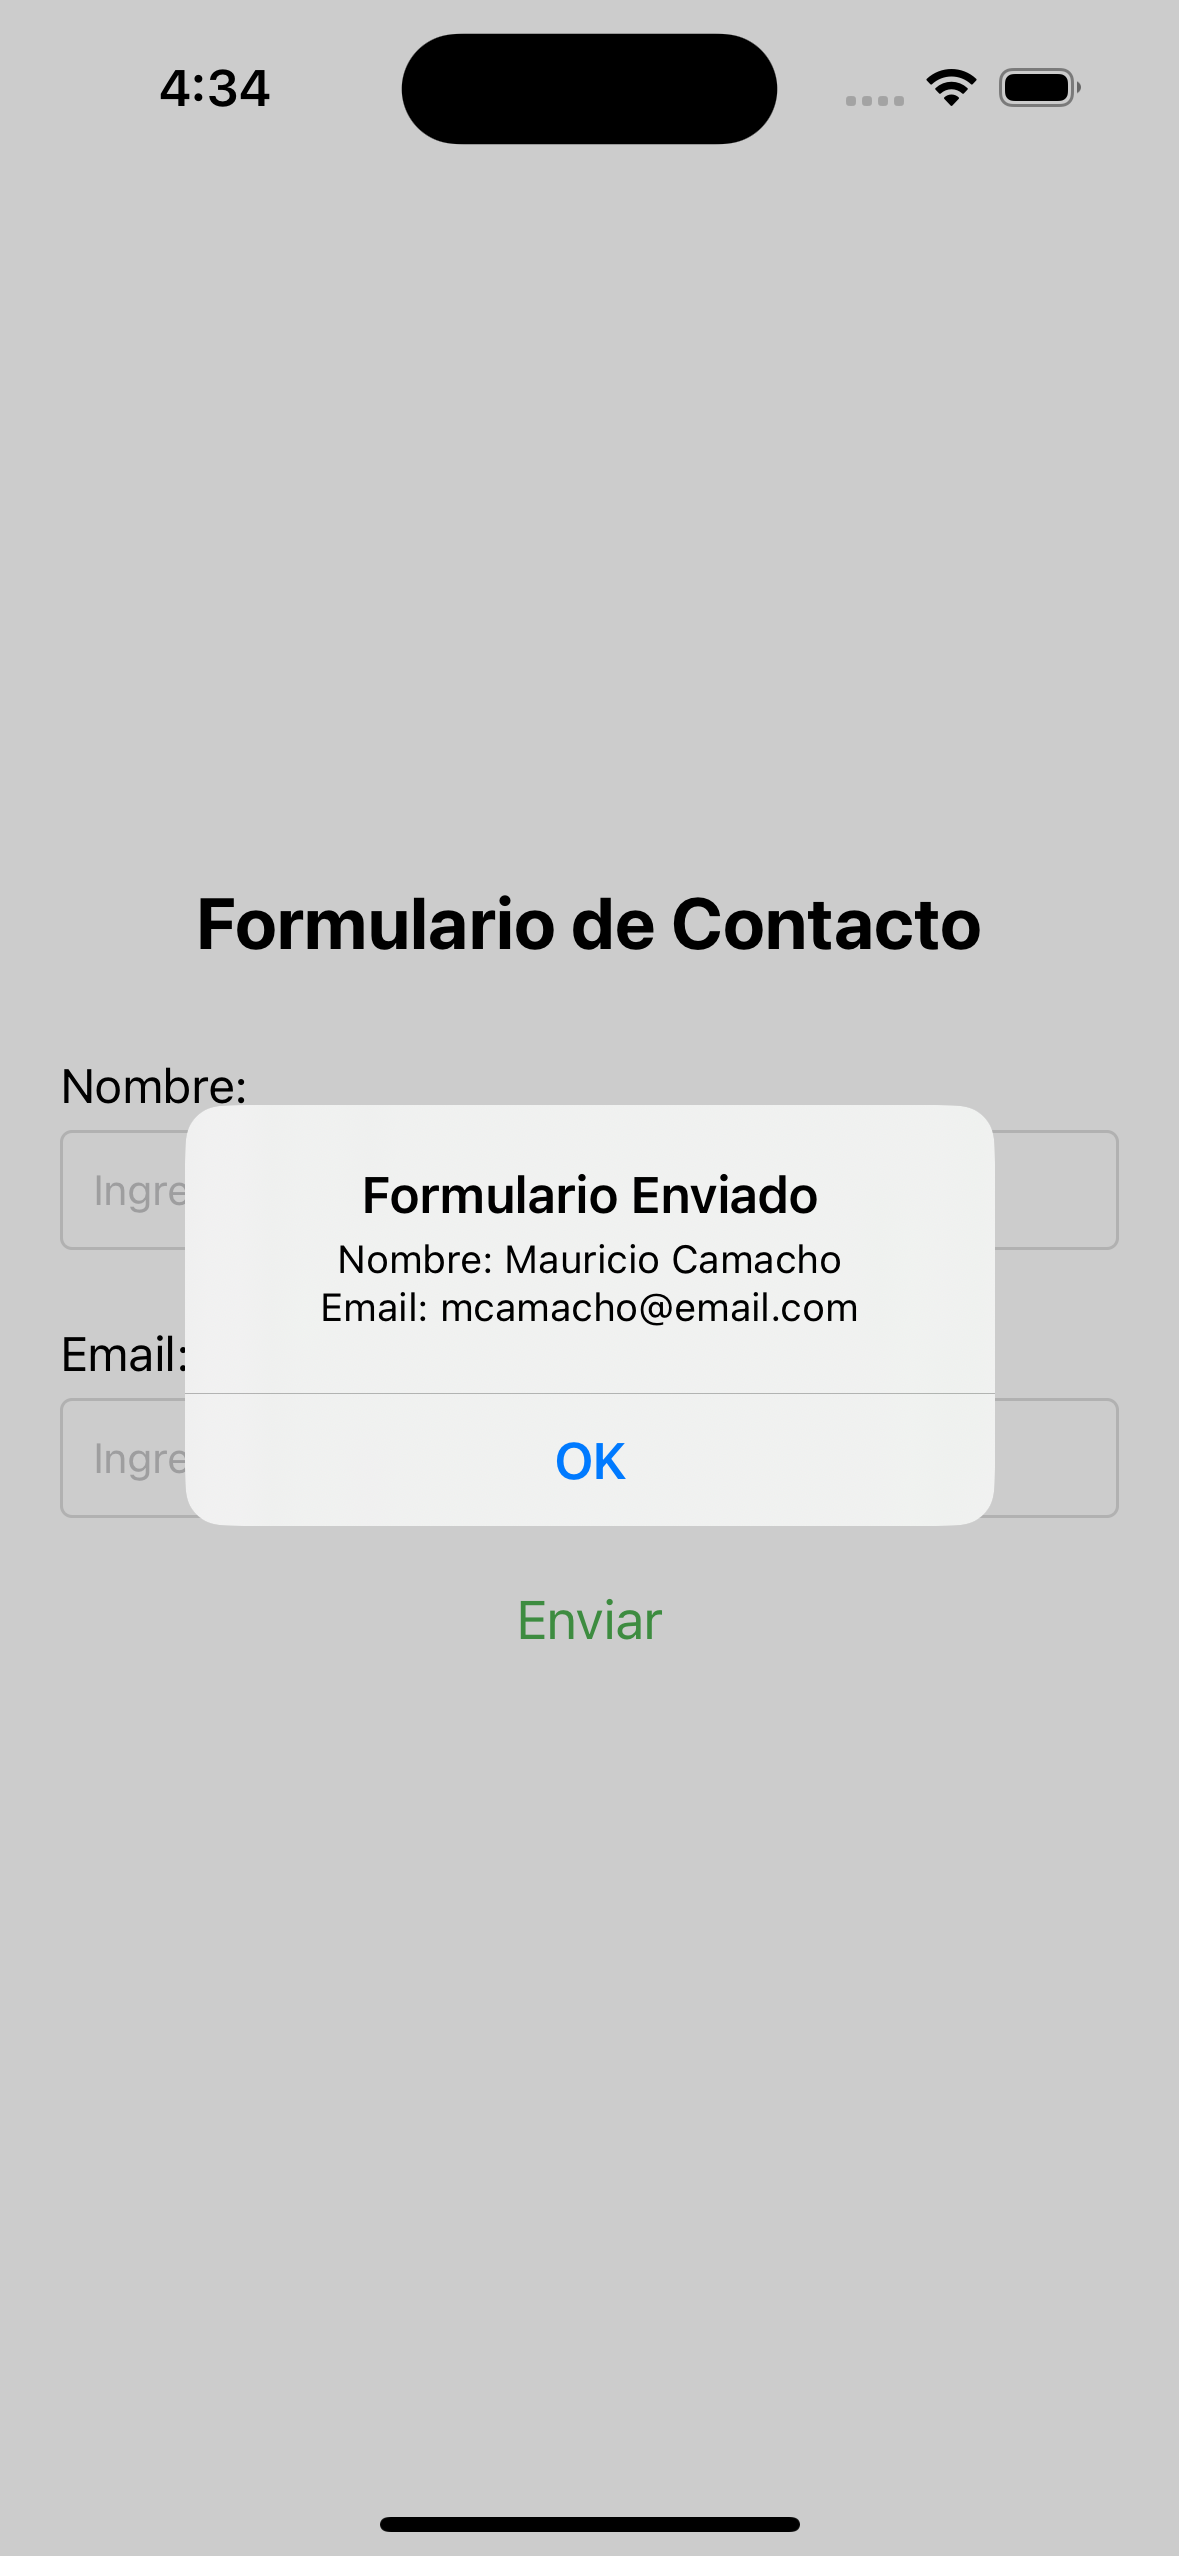 4:34
Formulario de Contacto
Nombre:
Ingre
Formulario Enviado
Nombre: Mauricio Camacho
Email: mcamacho@email.com
Email:
Ingre
OK
Enviar